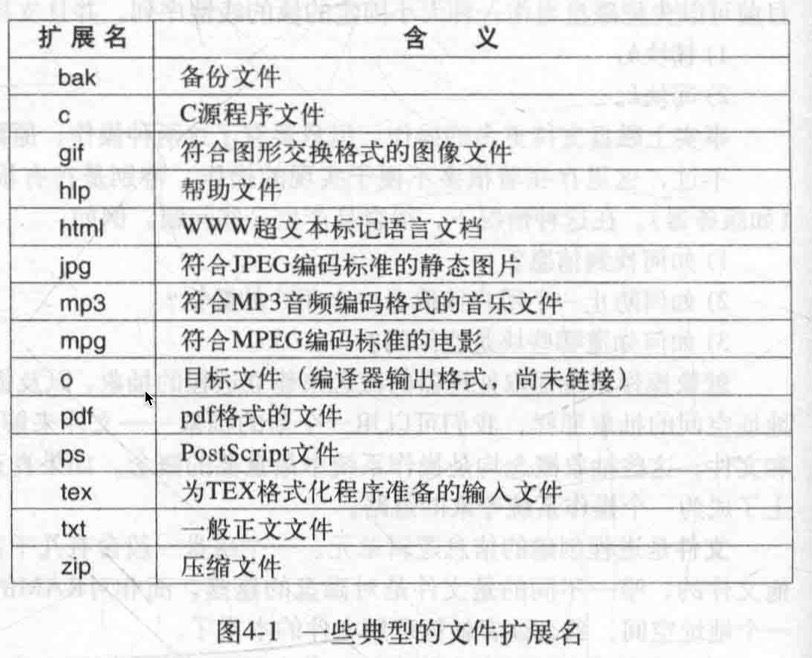 扩展名 含义
bak 备份文件
c C源程序文件
gif 符合图形交换格式的图像文件
hlp 帮助文件
html WWW超文本标记语言文档
jpg 符合JPEG编码标准的静态图片
mp3 符合MP3音频编码格式的音乐文件
mpg 符合MPEG编码标准的电影
o 目标文件（编译器输出格式，尚未链接）
pdf pdf格式的文件
ps PostScript文件
tex 为TEX格式化程序准备的输入文件
txt 一般正文文件
zip 压缩文件
图4-1 一些典型的文件扩展名